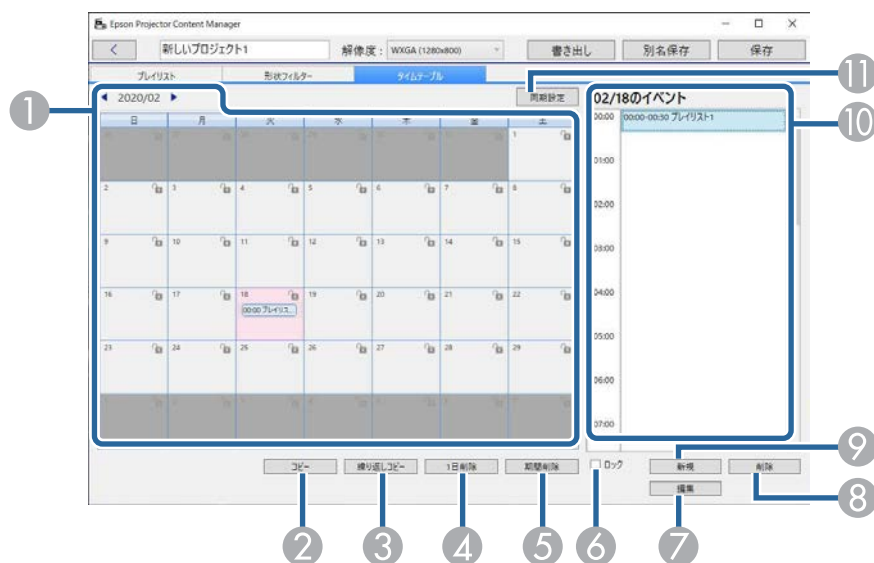 Epson Projector Content Manager
新しいプロジェクト1 解像度： WXGA (1280x800) 書き出し 別名保存 保存
プレイリスト 形状フィルター タイムテーブル
2020/02 同期設定 02/18のイベント
日 月 火 水 木 金 土
1
2 3 4 5 6 7 8
9 10 11 12 13 14 15
16 17 18 19 20 21 22
00:00 プレイリス...
23 24 25 26 27 28 29
00:00 00:00-00:30 プレイリスト1
01:00
02:00
03:00
04:00
05:00
06:00
07:00
コピー 繰り返しコピー 1日削除 期間削除 ロック 新規 削除
編集
1
2
3
4
5
6
7
8
9
10
11